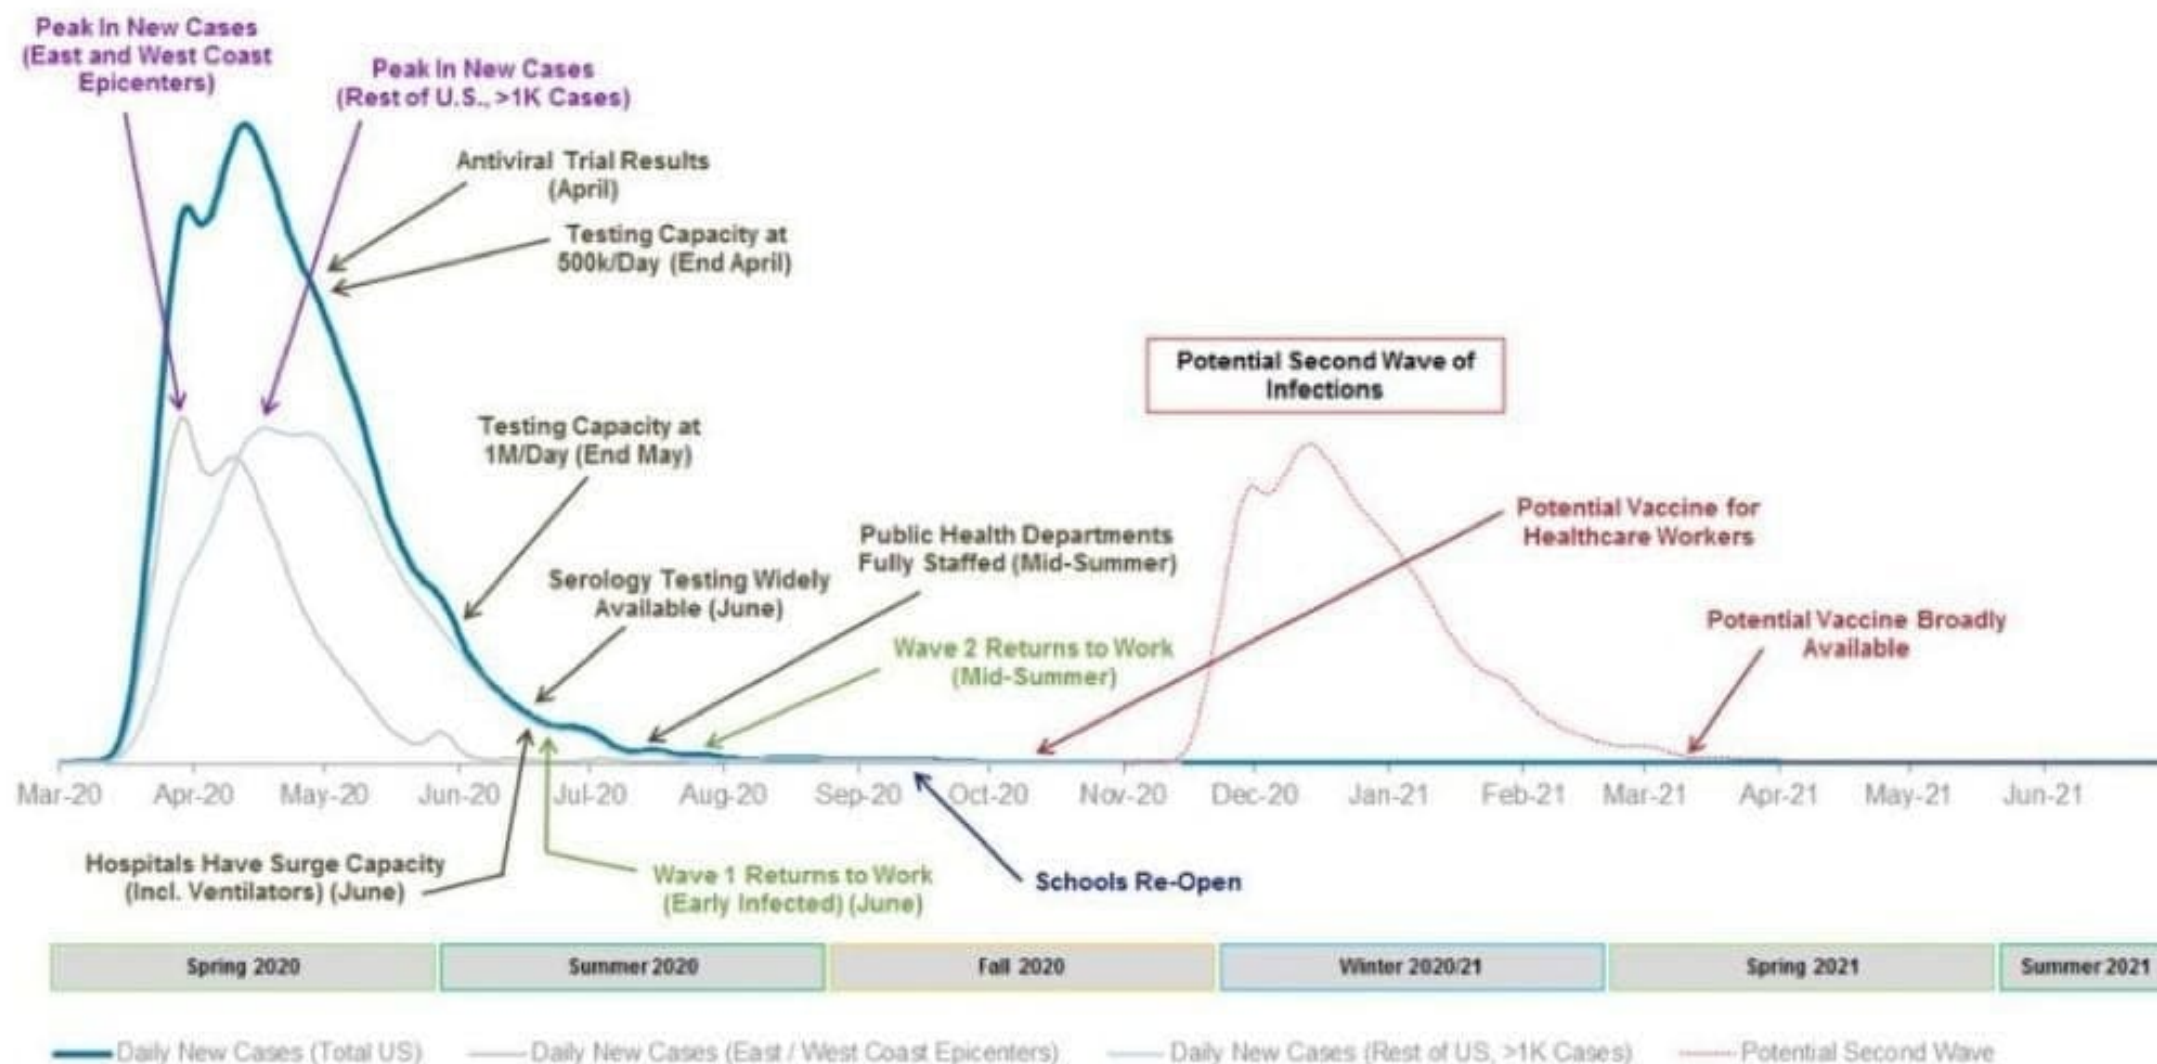 Peak In New Cases
(East and West Coast
Epicenters)
Peak In New Cases
(Rest of U.S., >1K Cases)
Antiviral Trial Results
(April)
Testing Capacity at
500k/Day (End April)
Potential Second Wave of
Infections
Testing Capacity at
1M/Day (End May)
Potential Vaccine for
Healthcare Workers
Public Health Departments
Fully Staffed (Mid-Summer)
Serology Testing Widely
Available (June)
Potential Vaccine Broadly
Available
Wave 2 Returns to Work
(Mid-Summer)
Mar-20 Apr-20 May-20 Jun-20 Jul-20 Aug-20 Sep-20 Oct-20 Nov-20 Dec-20 Jan-21 Feb-21 Mar-21 Apr-21 May-21 Jun-21
Hospitals Have Surge Capacity
(Incl. Ventilators) (June)
Wave 1 Returns to Work
(Early Infected) (June)
Schools Re-Open
Spring 2020 Summer 2020 Fall 2020 Winter 2020/21 Spring 2021 Summer 2021
Daily New Cases (Total US) Daily New Cases (East / West Coast Epicenters) Daily New Cases (Rest of US, >1K Cases) Potential Second Wave